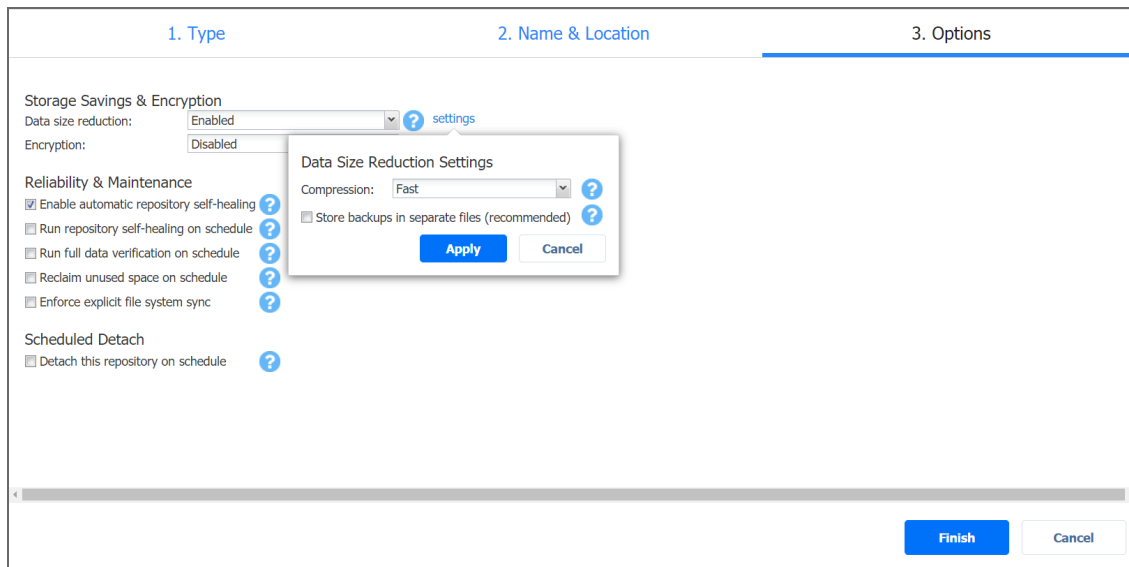 1. Type
2. Name & Location
3. Options
Storage Savings & Encryption
Data size reduction: Enabled ? settings
Encryption: Disabled
Data Size Reduction Settings
Compression: Fast ?
Store backups in separate files (recommended) ?
Apply Cancel
Reliability & Maintenance
Enable automatic repository self-healing ?
Run repository self-healing on schedule ?
Run full data verification on schedule ?
Reclaim unused space on schedule ?
Enforce explicit file system sync ?
Scheduled Detach
Detach this repository on schedule ?
Finish Cancel